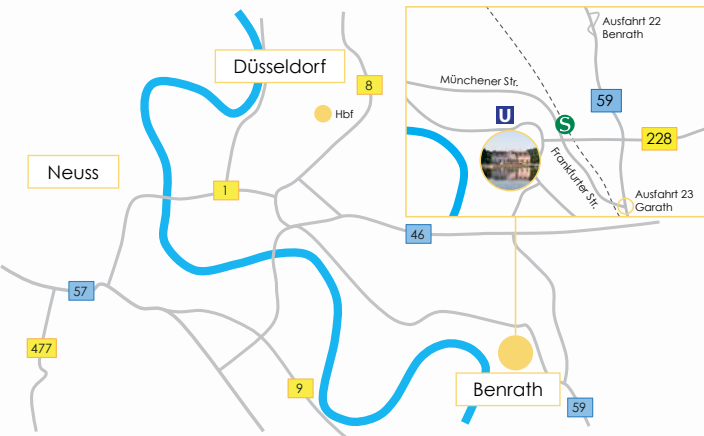 Düsseldorf
8
Hbf
Neuss
1
46
57
477
9
Benrath
59
Ausfahrt 22
Benrath
Münchener Str.
59
U
S
228
Frankfurter Str.
Ausfahrt 23
Garath